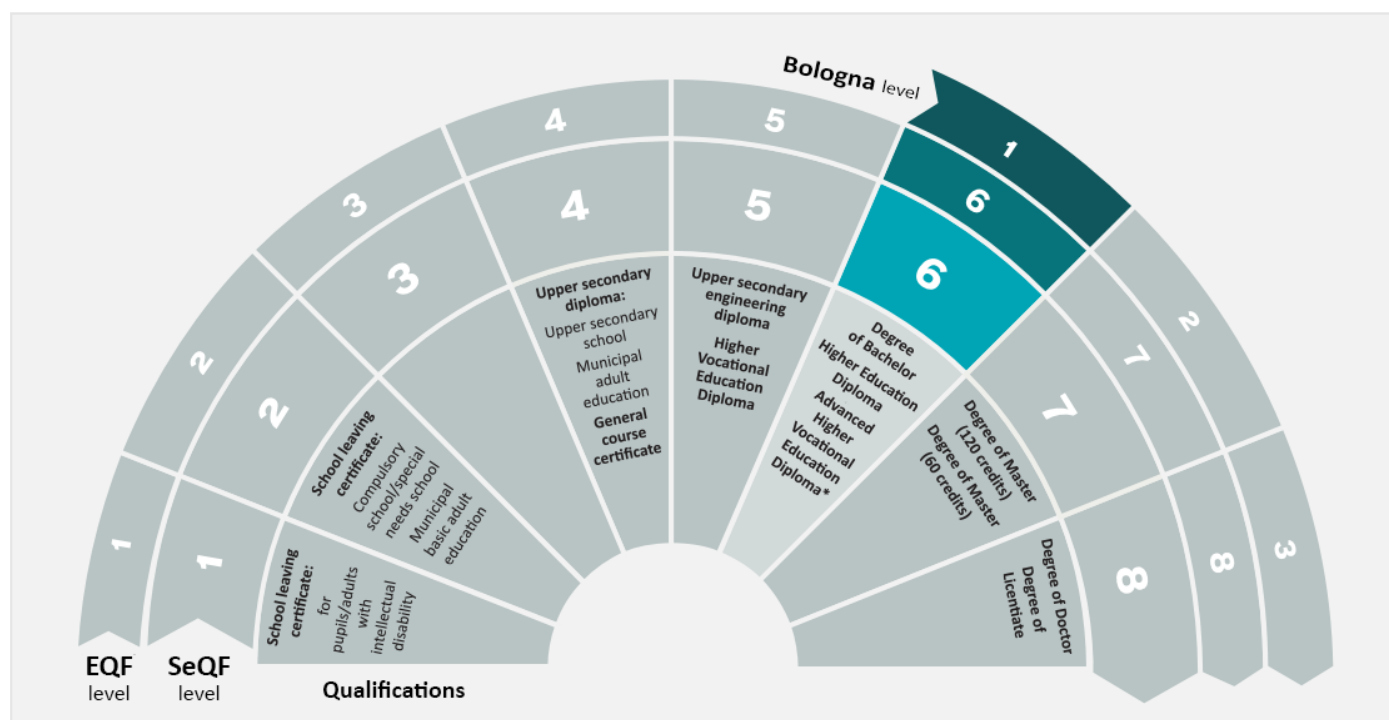 Bologna level
1
2
3
1
2
3
4
5
6
7
8
1
2
3
4
5
6
7
8
School leaving
certificate:
for
pupils/adults
with
intellectual
disability
School leaving
certificate:
Compulsory
school/special
needs school
Municipal
basic adult
education
Upper secondary
diploma:
Upper secondary
school
Municipal
adult
education
General
course
certificate
Upper secondary
engineering
diploma
Higher
Vocational
Education
Diploma
Degree
of Bachelor
Higher Education
Diploma
Advanced
Higher
Vocational
Education
Diploma*
Degree of Master
(120 credits)
Degree of Master
(60 credits)
Degree of Doctor
Degree of
Licentiate
EQF
level
SeQF
level
Qualifications